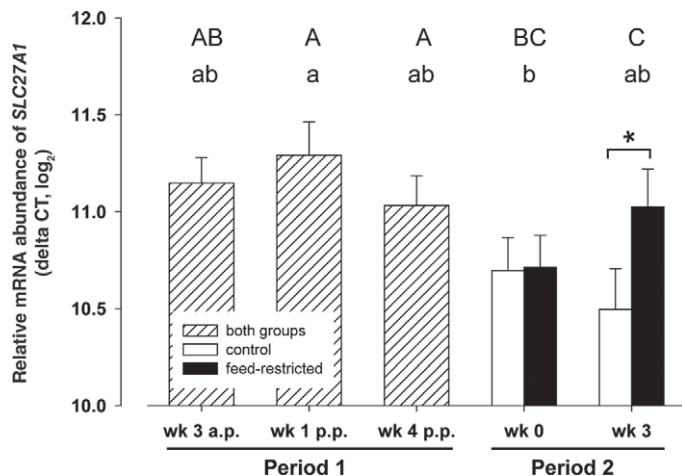 Relative mRNA abundance of SLC27A1
(delta CT, log2)
12.0
11.5
11.0
10.5
10.0
AB A A BC C
ab a ab b ab
*
both groups
control
feed-restricted
wk 3 a.p. wk 1 p.p. wk 4 p.p. wk 0 wk 3
Period 1 Period 2